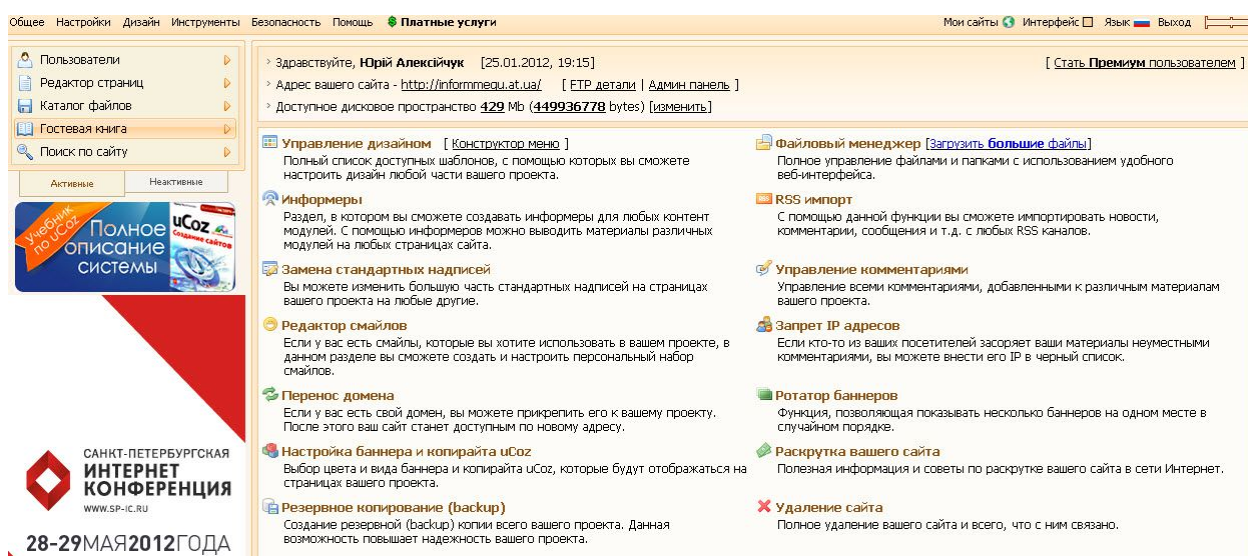 Общее Настройки Дизайн Инструменты Безопасность Помощь $ Платные услуги Мои сайты Интерфейс Язык Выход
Пользователи
Редактор страниц
Каталог файлов
Гостевая книга
Поиск по сайту
Активные Неактивные
Учебник
по uCoz
Полное
описание
системы
uCoz
Создание сайтов
САНКТ-ПЕТЕРБУРГСКАЯ
ИНТЕРНЕТ
КОНФЕРЕНЦИЯ
WWW.SP-IC.RU
28-29МАЯ2012ГОДА
Здравствуйте, Юрій Алексійчук [25.01.2012, 19:15] [ Стать Премиум пользователем ]
Адрес вашего сайта - http://informmequ.at.ua/ [ FTP детали | Админ панель ]
Доступное дисковое пространство 429 Mb (449936778 bytes) [изменить]
Управление дизайном [ Конструктор меню ]
Полный список доступных шаблонов, с помощью которых вы сможете
настроить дизайн любой части вашего проекта.
Информеры
Раздел, в котором вы сможете создавать информеры для любых контент
модулей. С помощью информеров можно выводить материалы различных
модулей на любых страницах сайта.
Замена стандартных надписей
Вы можете изменить большую часть стандартных надписей на страницах
вашего проекта на любые другие.
Редактор смайлов
Если у вас есть смайлы, которые вы хотите использовать в вашем проекте, в
данном разделе вы сможете создать и настроить персональный набор
смайлов.
Перенос домена
Если у вас есть свой домен, вы можете прикрепить его к вашему проекту.
После этого ваш сайт станет доступным по новому адресу.
Настройка баннера и копирайта uCoz
Выбор цвета и вида баннера и копирайта uCoz, которые будут отображаться на
страницах вашего проекта.
Резервное копирование (backup)
Создание резервной (backup) копии всего вашего проекта. Данная
возможность повышает надежность вашего проекта.
Файловый менеджер [Загрузить большие файлы]
Полное управление файлами и папками с использованием удобного
веб-интерфейса.
RSS импорт
С помощью данной функции вы сможете импортировать новости,
комментарии, сообщения и т.д. с любых RSS каналов.
Управление комментариями
Управление всеми комментариями, добавленными к различным материалам
вашего проекта.
Запрет IP адресов
Если кто-то из ваших посетителей засоряет ваши материалы неуместными
комментариями, вы можете внести его IP в черный список.
Ротатор баннеров
Функция, позволяющая показывать несколько баннеров на одном месте в
случайном порядке.
Раскрутка вашего сайта
Полезная информация и советы по раскрутке вашего сайта в сети Интернет.
Удаление сайта
Полное удаление вашего сайта и всего, что с ним связано.